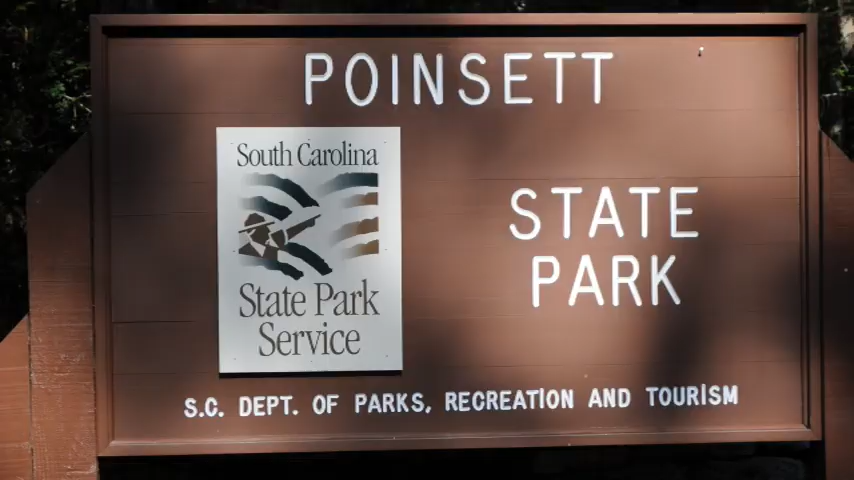 POINSETT
South Carolina
State Park
Service
STATE
PARK
S.C. DEPT. OF PARKS, RECREATION AND TOURISM